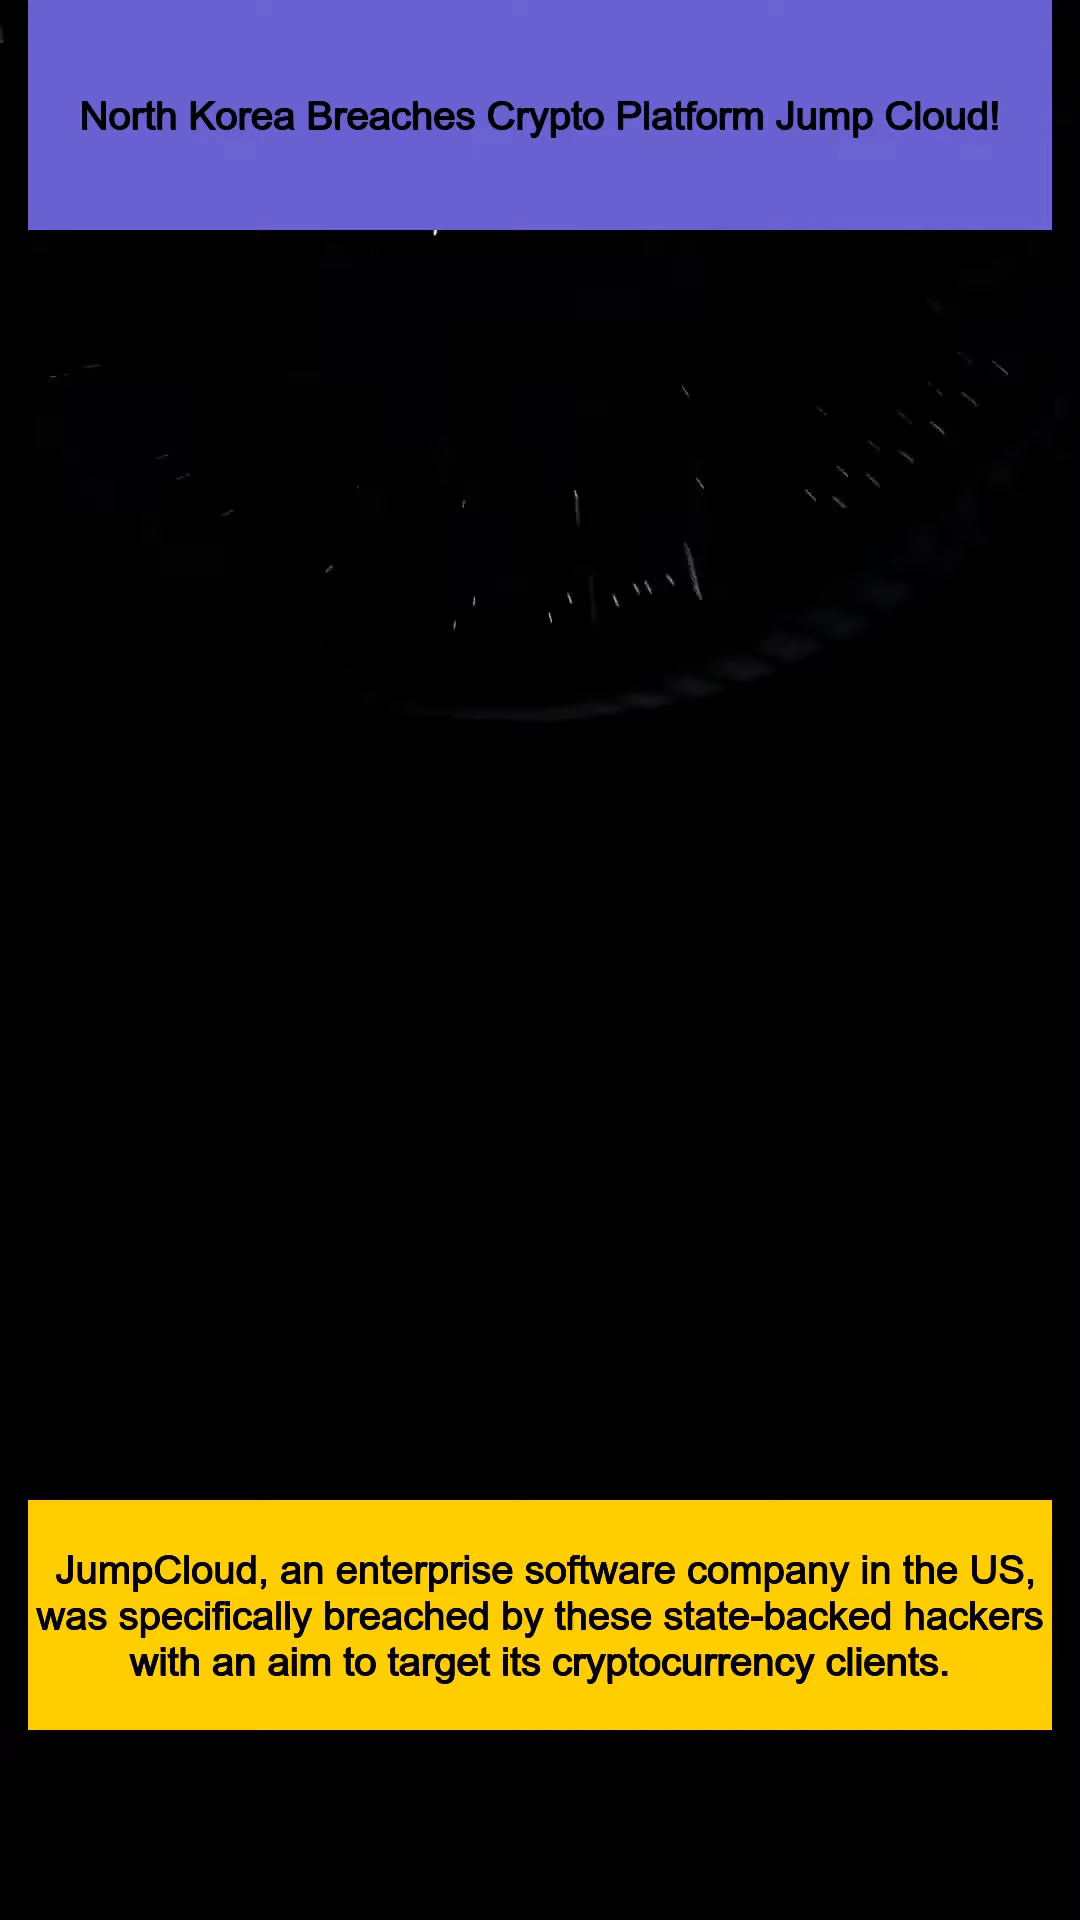 North Korea Breaches Crypto Platform Jump Cloud!
JumpCloud, an enterprise software company in the US,
was specifically breached by these state-backed hackers
with an aim to target its cryptocurrency clients.